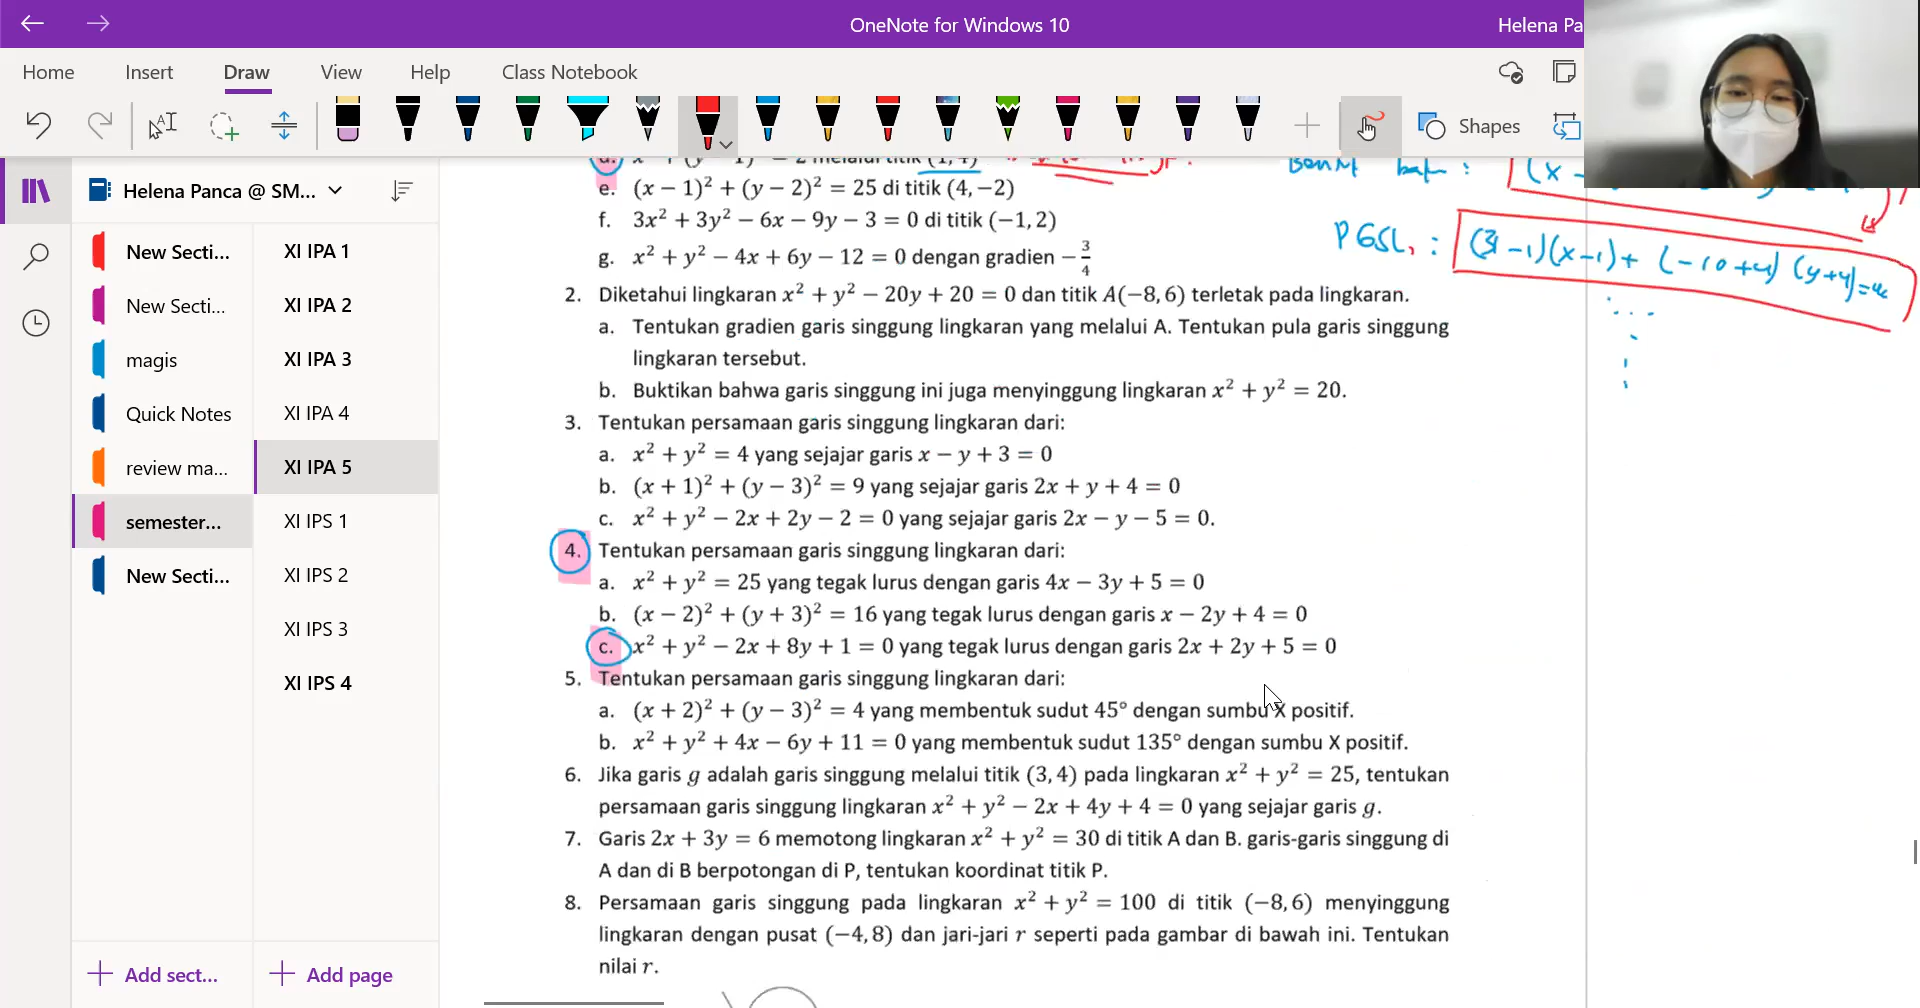 OneNote for Windows 10
Helena Pa
Home Insert Draw View Help Class Notebook
Shapes
Helena Panca @ SM...
New Secti...
New Secti...
magis
Quick Notes
review ma...
semester...
New Secti...
Add sect...
XI IPA 1
XI IPA 2
XI IPA 3
XI IPA 4
XI IPA 5
XI IPS 1
XI IPS 2
XI IPS 3
XI IPS 4
Add page
e. (x − 1)² + (y − 2)² = 25 di titik (4, −2)
f. 3x² + 3y² − 6x − 9y − 3 = 0 di titik (−1, 2)
g. x² + y² − 4x + 6y − 12 = 0 dengan gradien −3/4
2. Diketahui lingkaran x² + y² − 20y + 20 = 0 dan titik A(−8, 6) terletak pada lingkaran.
a. Tentukan gradien garis singgung lingkaran yang melalui A. Tentukan pula garis singgung
lingkaran tersebut.
b. Buktikan bahwa garis singgung ini juga menyinggung lingkaran x² + y² = 20.
3. Tentukan persamaan garis singgung lingkaran dari:
a. x² + y² = 4 yang sejajar garis x − y + 3 = 0
b. (x + 1)² + (y − 3)² = 9 yang sejajar garis 2x + y + 4 = 0
c. x² + y² − 2x + 2y − 2 = 0 yang sejajar garis 2x − y − 5 = 0.
4. Tentukan persamaan garis singgung lingkaran dari:
a. x² + y² = 25 yang tegak lurus dengan garis 4x − 3y + 5 = 0
b. (x − 2)² + (y + 3)² = 16 yang tegak lurus dengan garis x − 2y + 4 = 0
c. x² + y² − 2x + 8y + 1 = 0 yang tegak lurus dengan garis 2x + 2y + 5 = 0
5. Tentukan persamaan garis singgung lingkaran dari:
a. (x + 2)² + (y − 3)² = 4 yang membentuk sudut 45° dengan sumbu X positif.
b. x² + y² + 4x − 6y + 11 = 0 yang membentuk sudut 135° dengan sumbu X positif.
6. Jika garis g adalah garis singgung melalui titik (3, 4) pada lingkaran x² + y² = 25, tentukan
persamaan garis singgung lingkaran x² + y² − 2x + 4y + 4 = 0 yang sejajar garis g.
7. Garis 2x + 3y = 6 memotong lingkaran x² + y² = 30 di titik A dan B. garis-garis singgung di
A dan di B berpotongan di P, tentukan koordinat titik P.
8. Persamaan garis singgung pada lingkaran x² + y² = 100 di titik (−8, 6) menyinggung
lingkaran dengan pusat (−4, 8) dan jari-jari r seperti pada gambar di bawah ini. Tentukan
nilai r.
PGSL : (x−1)+ (−10+4) (y+4)=